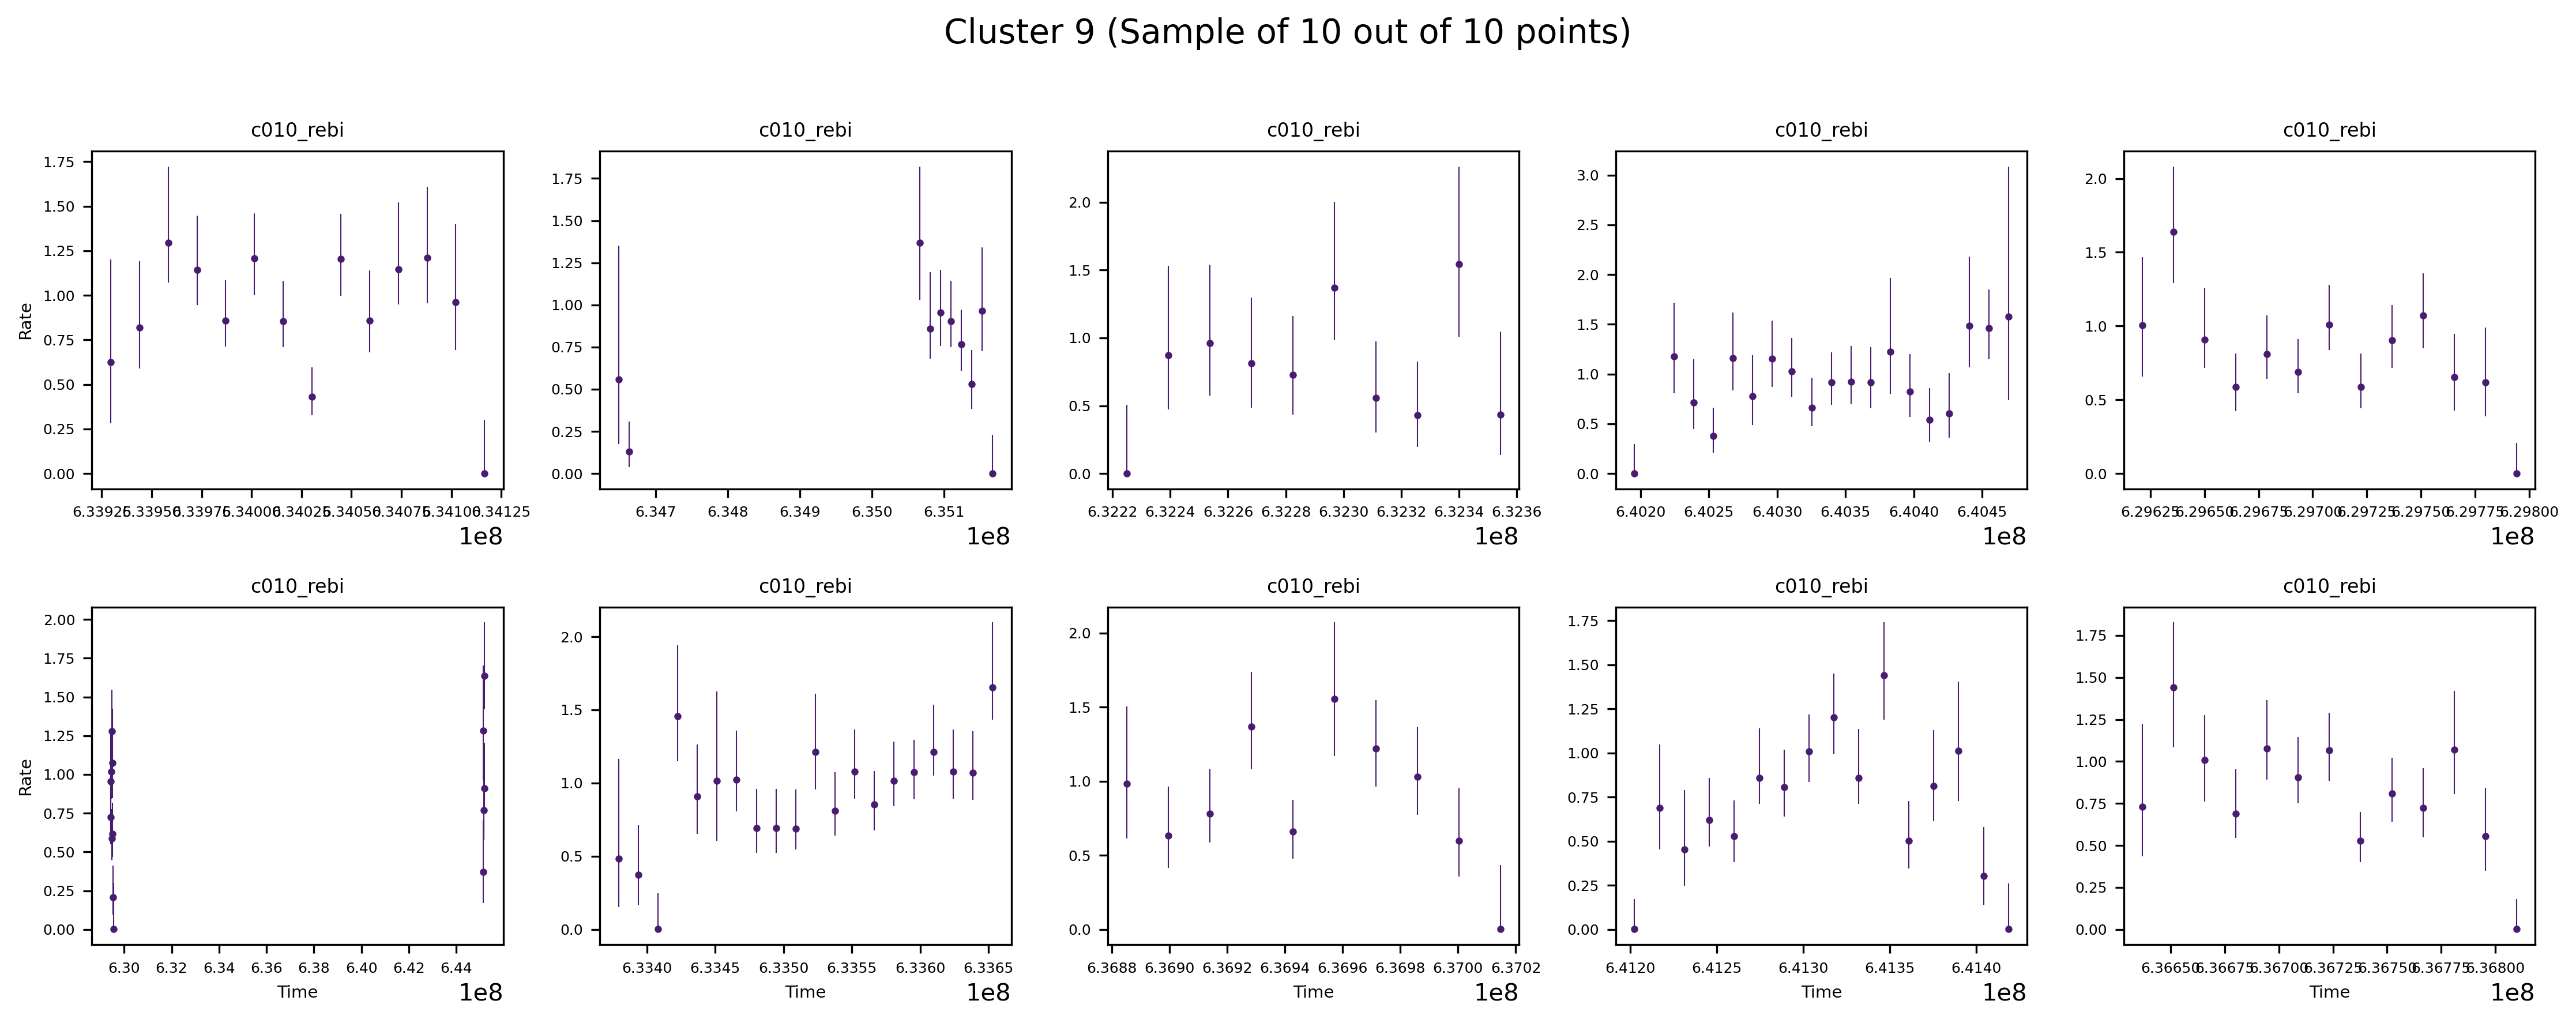 Cluster 9 (Sample of 10 out of 10 points)
c010_rebi c010_rebi c010_rebi c010_rebi c010_rebi
Rate
1.75 1.50 1.25 1.00 0.75 0.50 0.25 0.00
1.75 1.50 1.25 1.00 0.75 0.50 0.25 0.00
2.0 1.5 1.0 0.5 0.0
3.0 2.5 2.0 1.5 1.0 0.5 0.0
2.0 1.5 1.0 0.5 0.0
6.33925 6.33950 6.33975 6.34000 6.34025 6.34050 6.34075 6.34100 6.34125
6.347 6.348 6.349 6.350 6.351
6.3222 6.3224 6.3226 6.3228 6.3230 6.3232 6.3234 6.3236
6.4020 6.4025 6.4030 6.4035 6.4040 6.4045
6.29625 6.29650 6.29675 6.29700 6.29725 6.29750 6.29775 6.29800
1e8 1e8 1e8 1e8 1e8
c010_rebi c010_rebi c010_rebi c010_rebi c010_rebi
Rate
2.00 1.75 1.50 1.25 1.00 0.75 0.50 0.25 0.00
2.0 1.5 1.0 0.5 0.0
2.0 1.5 1.0 0.5 0.0
1.75 1.50 1.25 1.00 0.75 0.50 0.25 0.00
1.75 1.50 1.25 1.00 0.75 0.50 0.25 0.00
6.30 6.32 6.34 6.36 6.38 6.40 6.42 6.44
6.3340 6.3345 6.3350 6.3355 6.3360 6.3365
6.3688 6.3690 6.3692 6.3694 6.3696 6.3698 6.3700 6.3702
6.4120 6.4125 6.4130 6.4135 6.4140
6.36650 6.36675 6.36700 6.36725 6.36750 6.36775 6.36800
Time Time Time Time Time
1e8 1e8 1e8 1e8 1e8